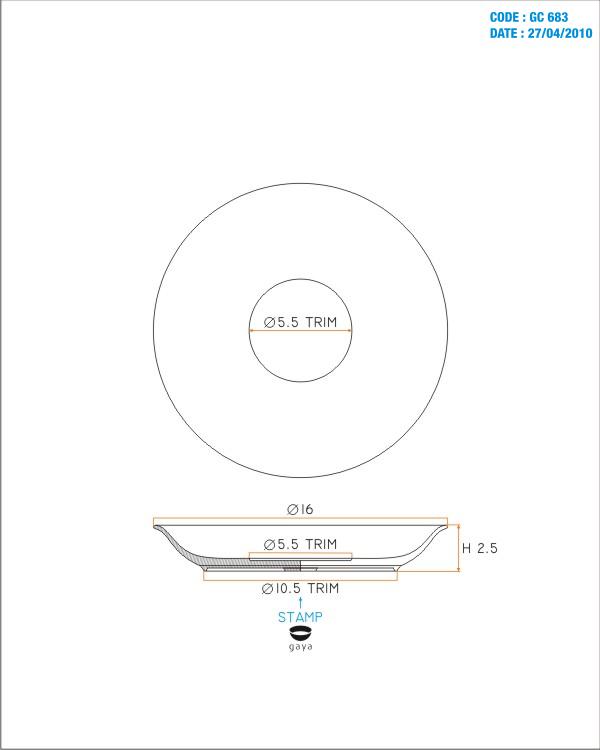 CODE : GC 683
DATE : 27/04/2010
∅5.5 TRIM
∅16
∅5.5 TRIM
H 2.5
∅10.5 TRIM
STAMP
gaya